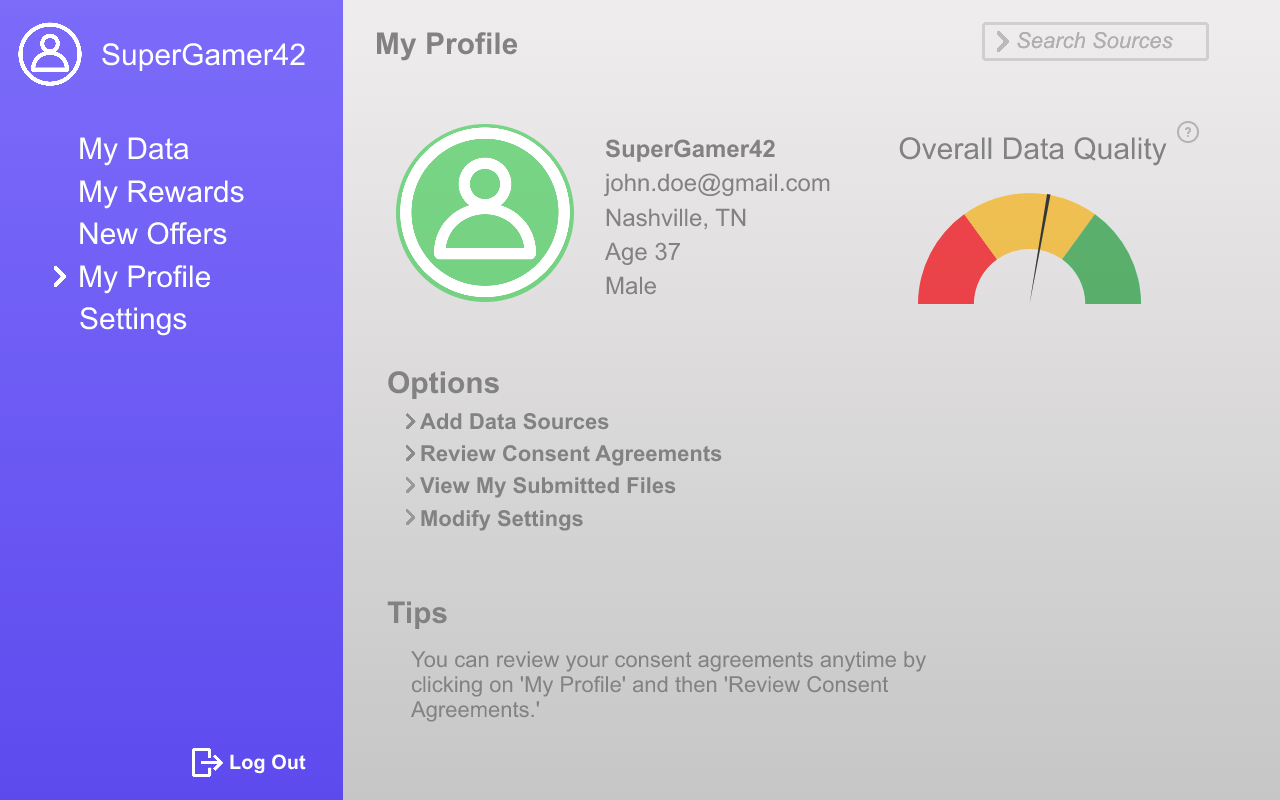 SuperGamer42
My Data
My Rewards
New Offers
My Profile
Settings
Log Out
My Profile
Search Sources
SuperGamer42
john.doe@gmail.com
Nashville, TN
Age 37
Male
Overall Data Quality
?
Options
Add Data Sources
Review Consent Agreements
View My Submitted Files
Modify Settings
Tips
You can review your consent agreements anytime by
clicking on 'My Profile' and then 'Review Consent
Agreements.'